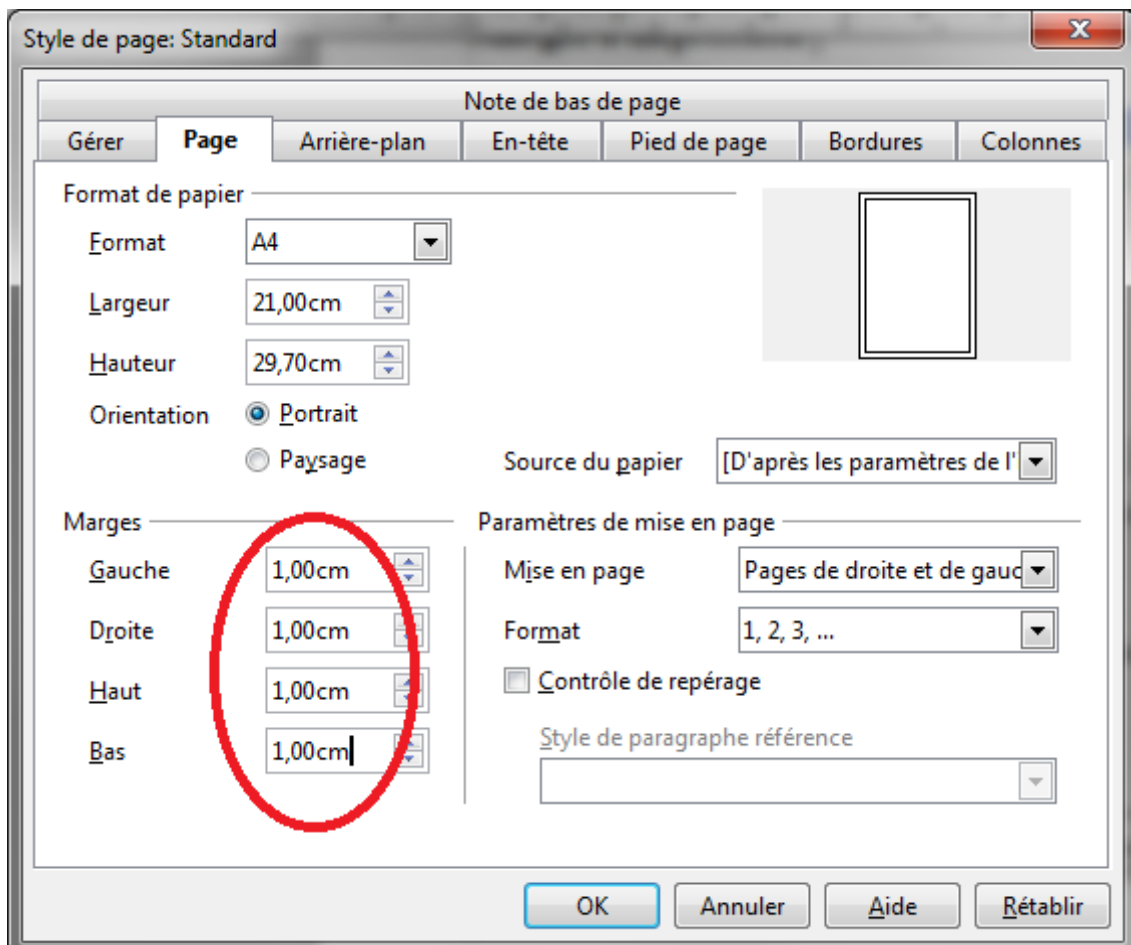 Style de page: Standard
Note de bas de page
Gérer Page Arrière-plan En-tête Pied de page Bordures Colonnes
Format de papier
Format A4
Largeur 21,00cm
Hauteur 29,70cm
Orientation Portrait
Paysage Source du papier [D'après les paramètres de l'
Marges Paramètres de mise en page
Gauche 1,00cm Mise en page Pages de droite et de gauc
Droite 1,00cm Format 1, 2, 3, ...
Haut 1,00cm Contrôle de repérage
Bas 1,00cm Style de paragraphe référence
OK Annuler Aide Rétablir